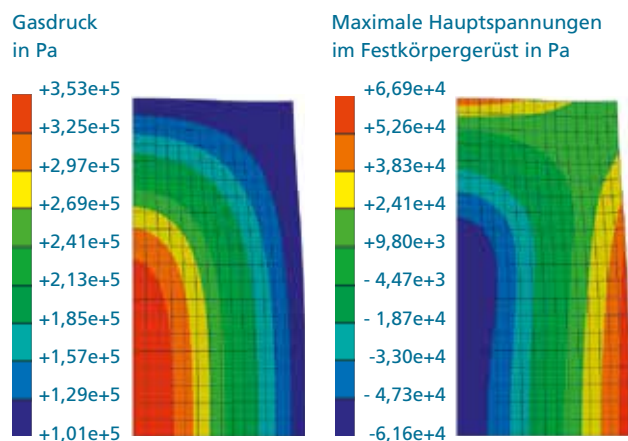 Gasdruck
in Pa
+3,53e+5
+3,25e+5
+2,97e+5
+2,69e+5
+2,41e+5
+2,13e+5
+1,85e+5
+1,57e+5
+1,29e+5
+1,01e+5
Maximale Hauptspannungen
im Festkörpergerüst in Pa
+6,69e+4
+5,26e+4
+3,83e+4
+2,41e+4
+9,80e+3
- 4,47e+3
- 1,87e+4
-3,30e+4
- 4,73e+4
-6,16e+4